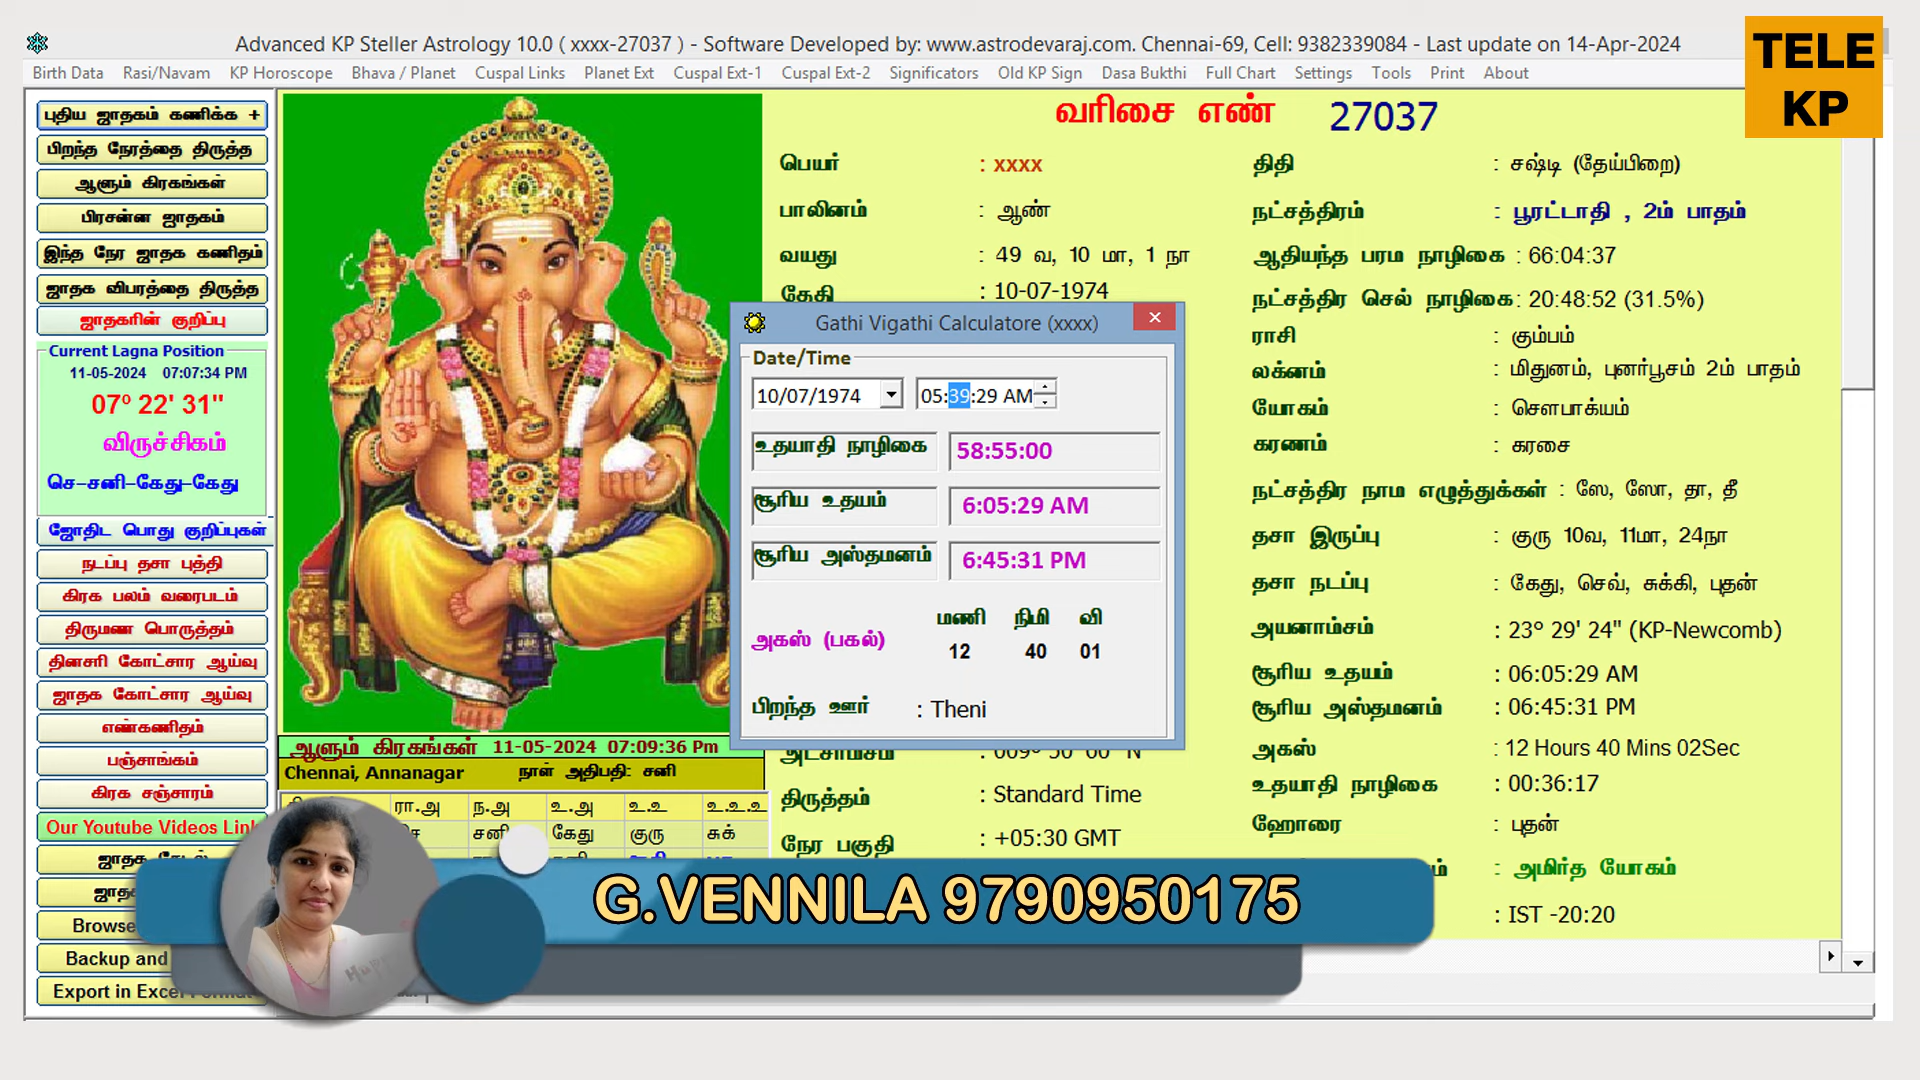 Advanced KP Steller Astrology 10.0 ( xxxx-27037 ) - Software Developed by: www.astrodevaraj.com. Chennai-69, Cell: 9382339084 - Last update on 14-Apr-2024
TELE
KP
Birth Data Rasi/Navam KP Horoscope Bhava / Planet Cuspal Links Planet Ext Cuspal Ext-1 Cuspal Ext-2 Significators Old KP Sign Dasa Bukthi Full Chart Settings Tools Print About
புதிய ஜாதகம் கணிக்க +
பிறந்த நேரத்தை திருத்த
ஆளும் கிரகங்கள்
பிரசன்ன ஜாதகம்
இந்த நேர ஜாதக கணிதம்
ஜாதக விபரத்தை திருத்த
ஜாதகரின் குறிப்பு
Current Lagna Position
11-05-2024 07:07:34 PM
07º 22' 31"
விருச்சிகம்
செ-சனி-கேது-கேது
ஜோதிட பொது குறிப்புகள்
நடப்பு தசா புத்தி
கிரக பலம் வரைபடம்
திருமண பொருத்தம்
தினசரி கோட்சார ஆய்வு
ஜாதக கோட்சார ஆய்வு
எண்கணிதம்
பஞ்சாங்கம்
கிரக சஞ்சாரம்
Our Youtube Videos Link
ஜாதக
ஜாதக
Browse
Backup and
Export in Excel Format
வரிசை எண் 27037
பெயர் : xxxx
பாலினம் : ஆண்
வயது : 49 வ, 10 மா, 1 நா
தேதி : 10-07-1974
Gathi Vigathi Calculatore (xxxx)
Date/Time
10/07/1974 05:39:29 AM
உதயாதி நாழிகை 58:55:00
சூரிய உதயம் 6:05:29 AM
சூரிய அஸ்தமனம் 6:45:31 PM
மணி நிமி வி
அகஸ் (பகல்) 12 40 01
பிறந்த ஊர் : Theni
திருத்தம் : Standard Time
நேர பகுதி : +05:30 GMT
திதி : சஷ்டி (தேய்பிறை)
நட்சத்திரம் : பூரட்டாதி , 2ம் பாதம்
ஆதியந்த பரம நாழிகை : 66:04:37
நட்சத்திர செல் நாழிகை: 20:48:52 (31.5%)
ராசி : கும்பம்
லக்னம் : மிதுனம், புனர்பூசம் 2ம் பாதம்
யோகம் : சௌபாக்யம்
கரணம் : கரசை
நட்சத்திர நாம எழுத்துக்கள் : ஸே, ஸோ, தா, தீ
தசா இருப்பு : குரு 10வ, 11மா, 24நா
தசா நடப்பு : கேது, செவ், சுக்கி, புதன்
அயனாம்சம் : 23º 29' 24" (KP-Newcomb)
சூரிய உதயம் : 06:05:29 AM
சூரிய அஸ்தமனம் : 06:45:31 PM
அகஸ் : 12 Hours 40 Mins 02Sec
உதயாதி நாழிகை : 00:36:17
ஹோரை : புதன்
: அமிர்த யோகம்
: IST -20:20
ஆளும் கிரகங்கள் 11-05-2024 07:09:36 Pm
Chennai, Annanagar நாள் அதிபதி: சனி
ரா.அ ந.அ உ.அ உ.உ உ.உ.உ
சனி கேது குரு சுக்
G.VENNILA 9790950175